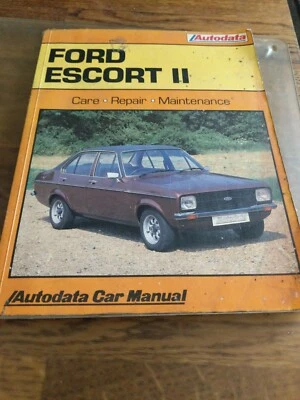 Autodata
FORD
ESCORT II
Care • Repair • Maintenance
Autodata Car Manual